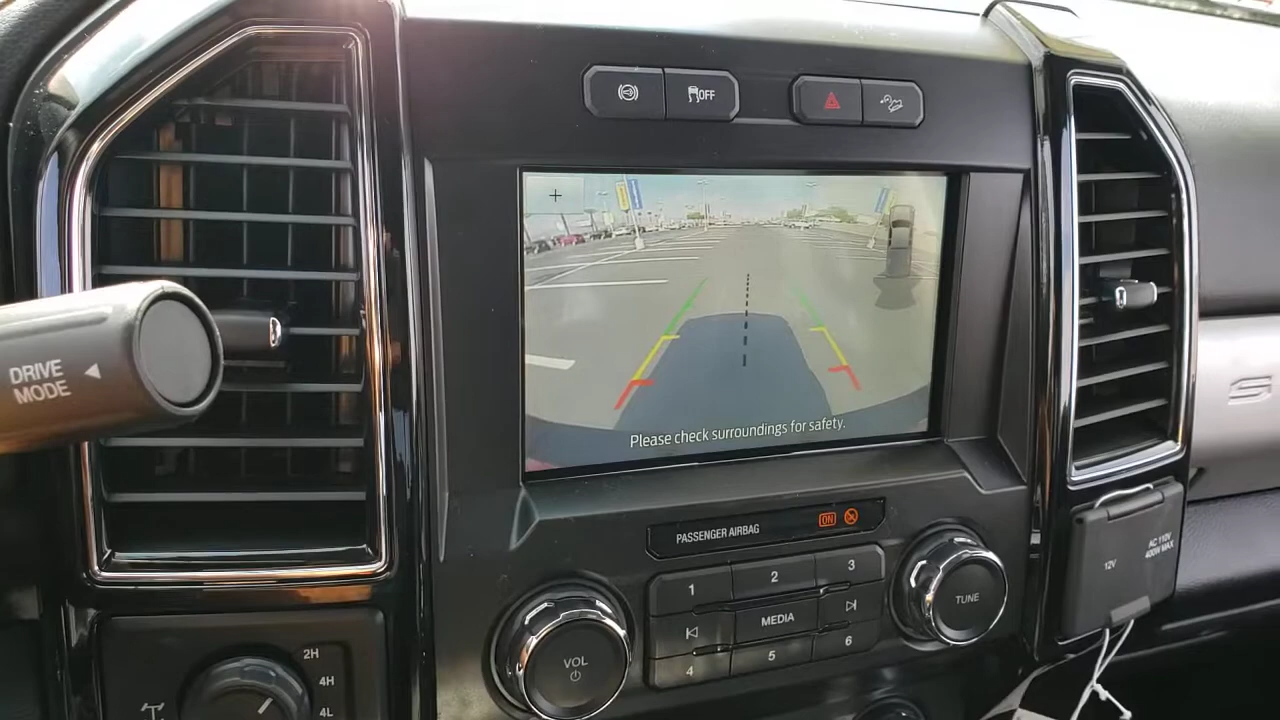 OFF
DRIVE
MODE
Please check surroundings for safety.
PASSENGER AIRBAG ON
1 2 3
MEDIA
4 5 6
VOL
TUNE
2H
4H
4L
12V
AC 110V
400W MAX
S